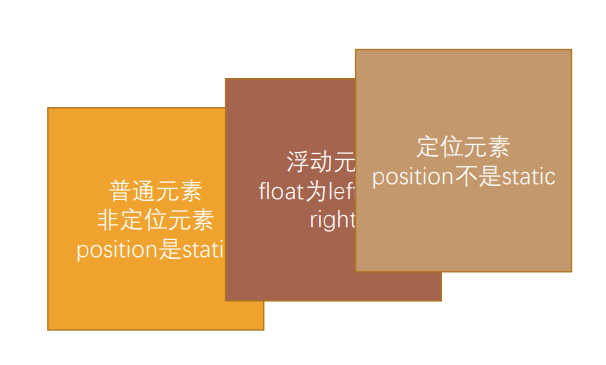 普通元素
非定位元素
position是stati
浮动元
float为lef
right
定位元素
position不是static